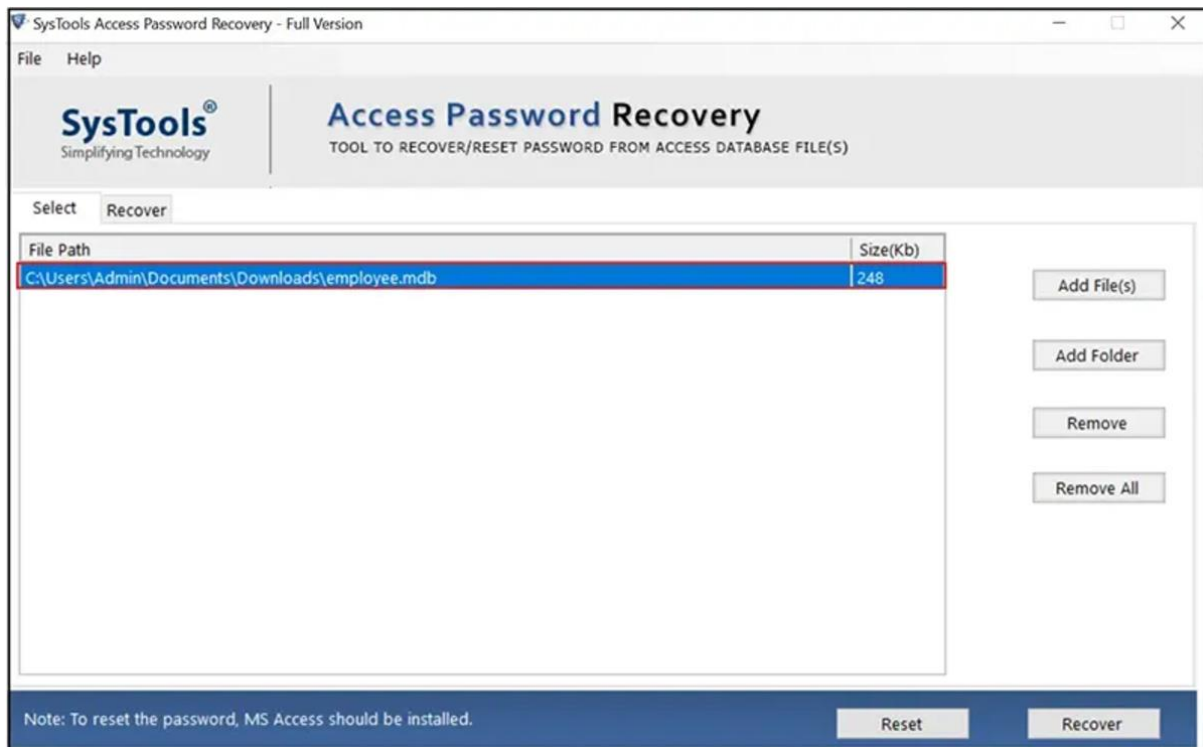 SysTools Access Password Recovery - Full Version
File Help
SysTools®
Simplifying Technology
Access Password Recovery
TOOL TO RECOVER/RESET PASSWORD FROM ACCESS DATABASE FILE(S)
Select Recover
File Path Size(Kb)
C:\Users\Admin\Documents\Downloads\employee.mdb 248
Add File(s)
Add Folder
Remove
Remove All
Note: To reset the password, MS Access should be installed.
Reset Recover